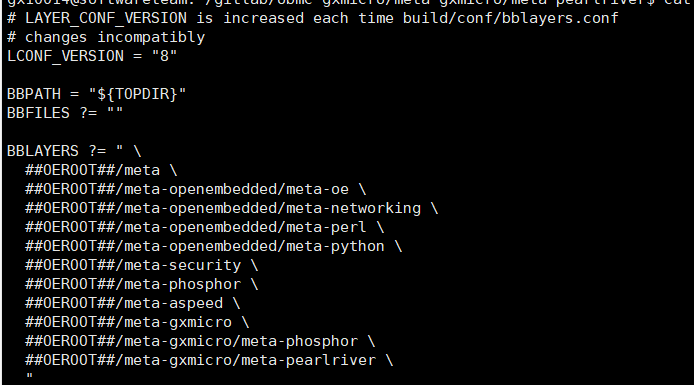 # LAYER_CONF_VERSION is increased each time build/conf/bblayers.conf
# changes incompatibly
LCONF_VERSION = "8"
BBPATH = "${TOPDIR}"
BBFILES ?= ""
BBLAYERS ?= " \
##OEROOT##/meta \
##OEROOT##/meta-openembedded/meta-oe \
##OEROOT##/meta-openembedded/meta-networking \
##OEROOT##/meta-openembedded/meta-perl \
##OEROOT##/meta-openembedded/meta-python \
##OEROOT##/meta-security \
##OEROOT##/meta-phosphor \
##OEROOT##/meta-aspeed \
##OEROOT##/meta-gxmicro \
##OEROOT##/meta-gxmicro/meta-phosphor \
##OEROOT##/meta-gxmicro/meta-pearlriver \
"